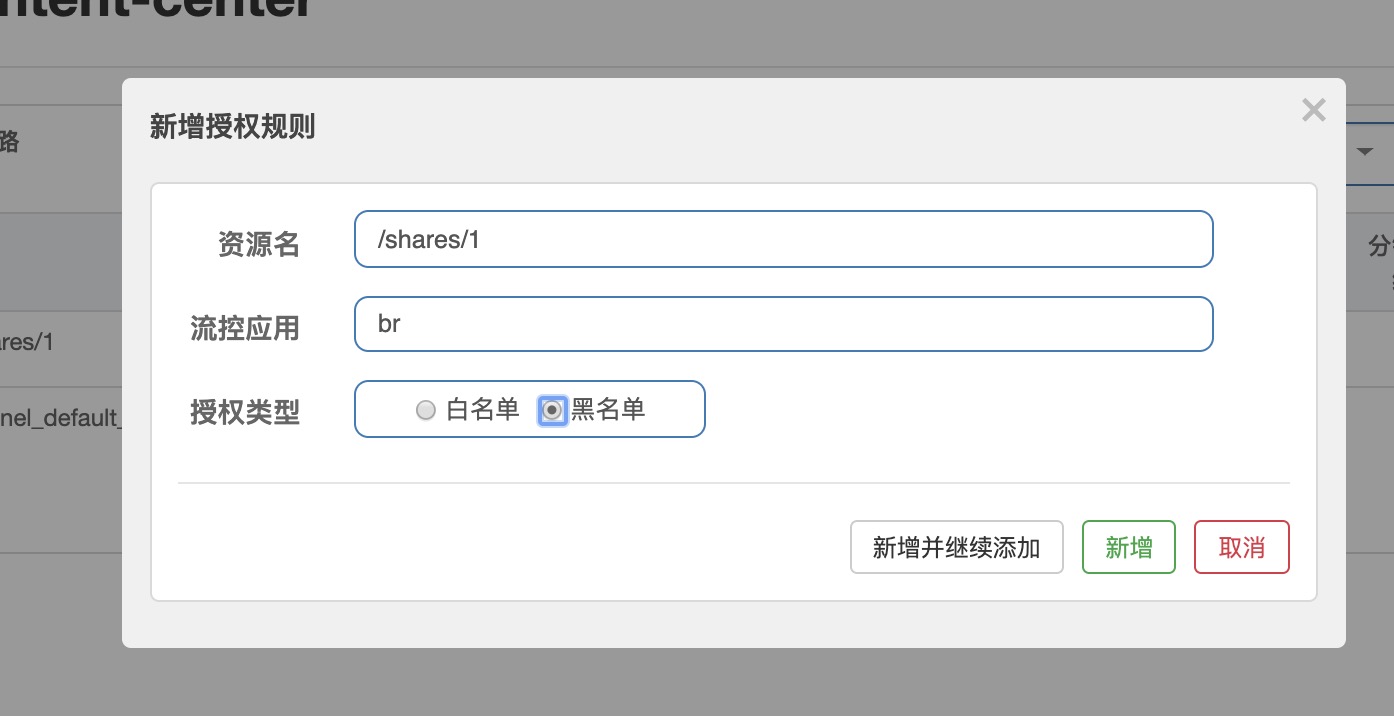 ntent-center
路
新增授权规则
资源名
/shares/1
流控应用
br
授权类型
白名单
黑名单
新增并继续添加
新增
取消
ares/1
nel_default_
分